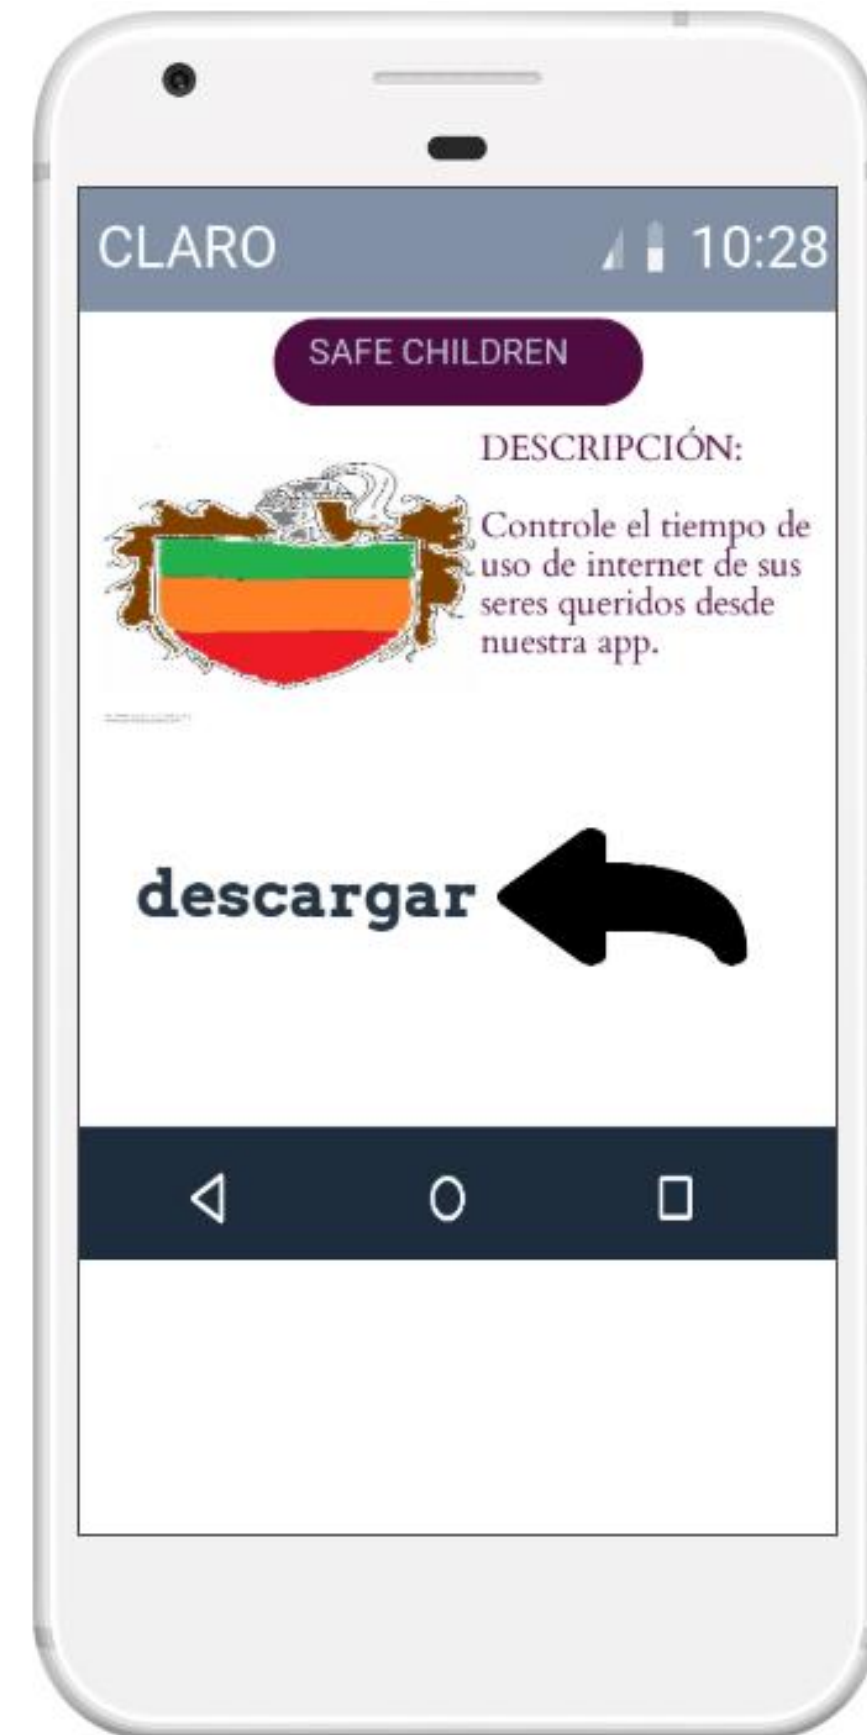 CLARO 10:28
SAFE CHILDREN
DESCRIPCIÓN:
Controle el tiempo de
uso de internet de sus
seres queridos desde
nuestra app.
descargar